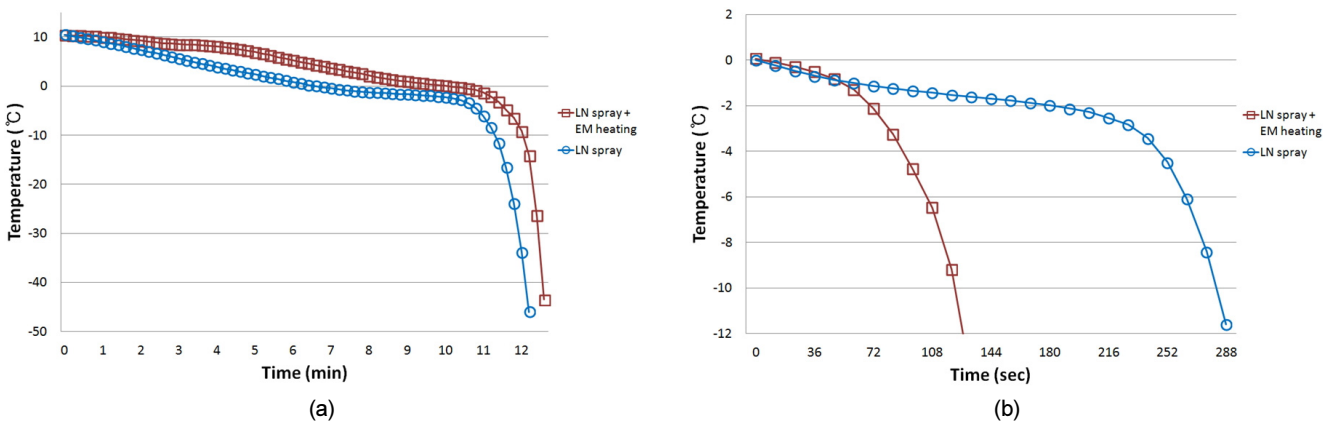 10
0
-10
-20
-30
-40
-50
Temperature (℃)
0 1 2 3 4 5 6 7 8 9 10 11 12
Time (min)
LN spray +
EM heating
LN spray
(a)
2
0
-2
-4
-6
-8
-10
-12
Temperature (℃)
0 36 72 108 144 180 216 252 288
Time (sec)
LN spray +
EM heating
LN spray
(b)